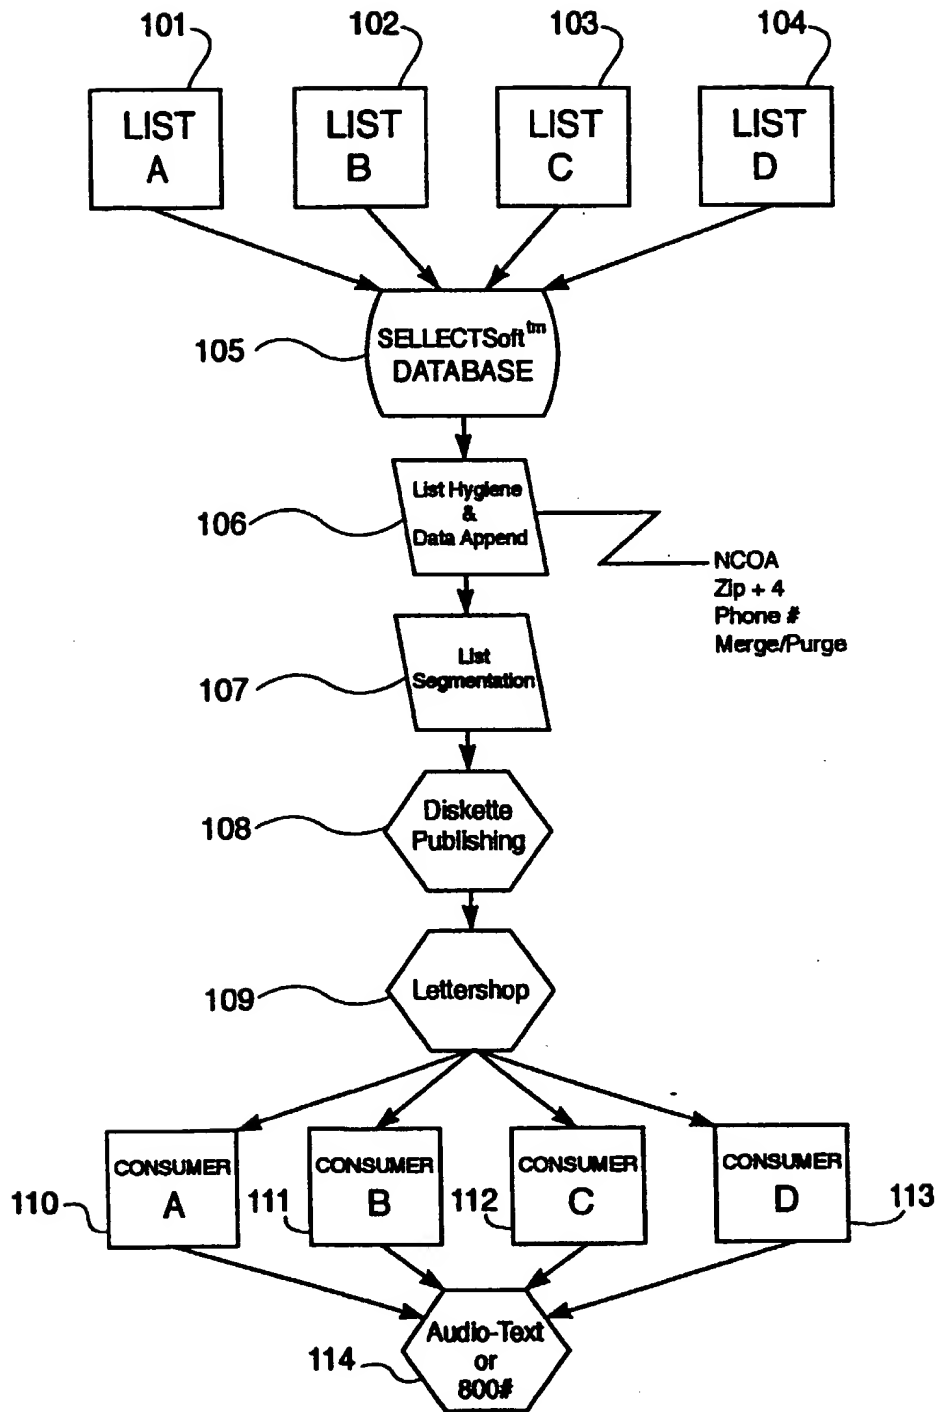 101 102 103 104
LIST LIST LIST LIST
A B C D
105
SELLECTSoft™
DATABASE
106
List Hygiene
&
Data Append
NCOA
Zip + 4
Phone #
Merge/Purge
107
List
Segmentation
108
Diskette
Publishing
109
Lettershop
CONSUMER CONSUMER CONSUMER CONSUMER
110 A 111 B 112 C D 113
114
Audio-Text
or
800#